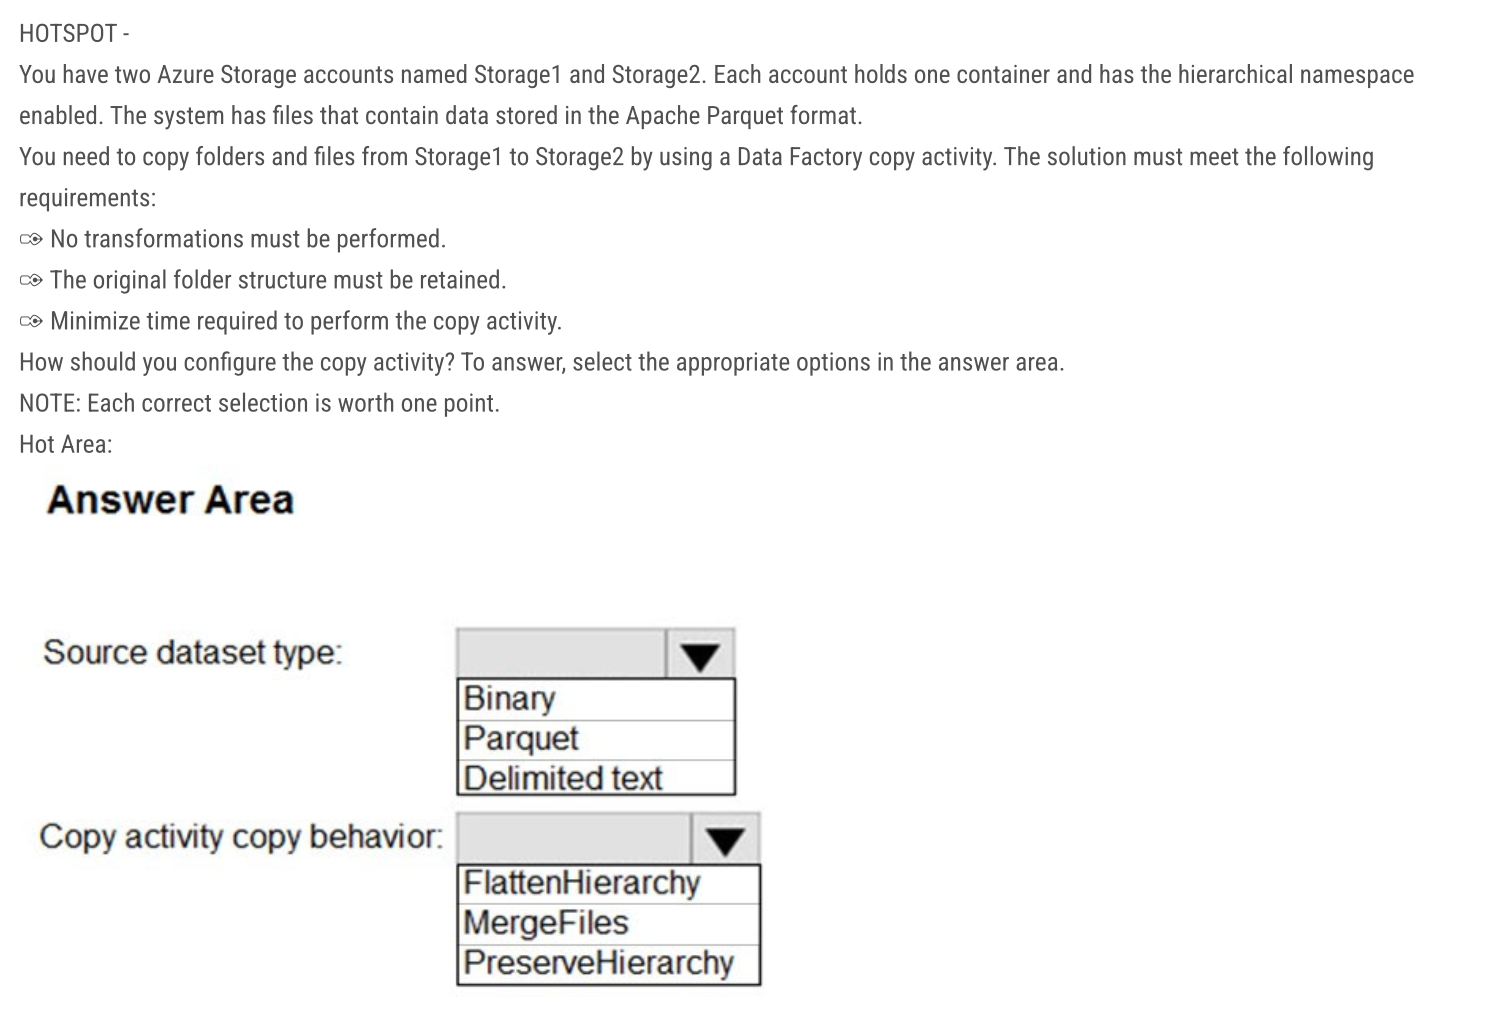 HOTSPOT -
You have two Azure Storage accounts named Storage1 and Storage2. Each account holds one container and has the hierarchical namespace
enabled. The system has files that contain data stored in the Apache Parquet format.
You need to copy folders and files from Storage1 to Storage2 by using a Data Factory copy activity. The solution must meet the following
requirements:
No transformations must be performed.
The original folder structure must be retained.
Minimize time required to perform the copy activity.
How should you configure the copy activity? To answer, select the appropriate options in the answer area.
NOTE: Each correct selection is worth one point.
Hot Area:
Answer Area
Source dataset type:
Binary
Parquet
Delimited text
Copy activity copy behavior:
FlattenHierarchy
MergeFiles
PreserveHierarchy